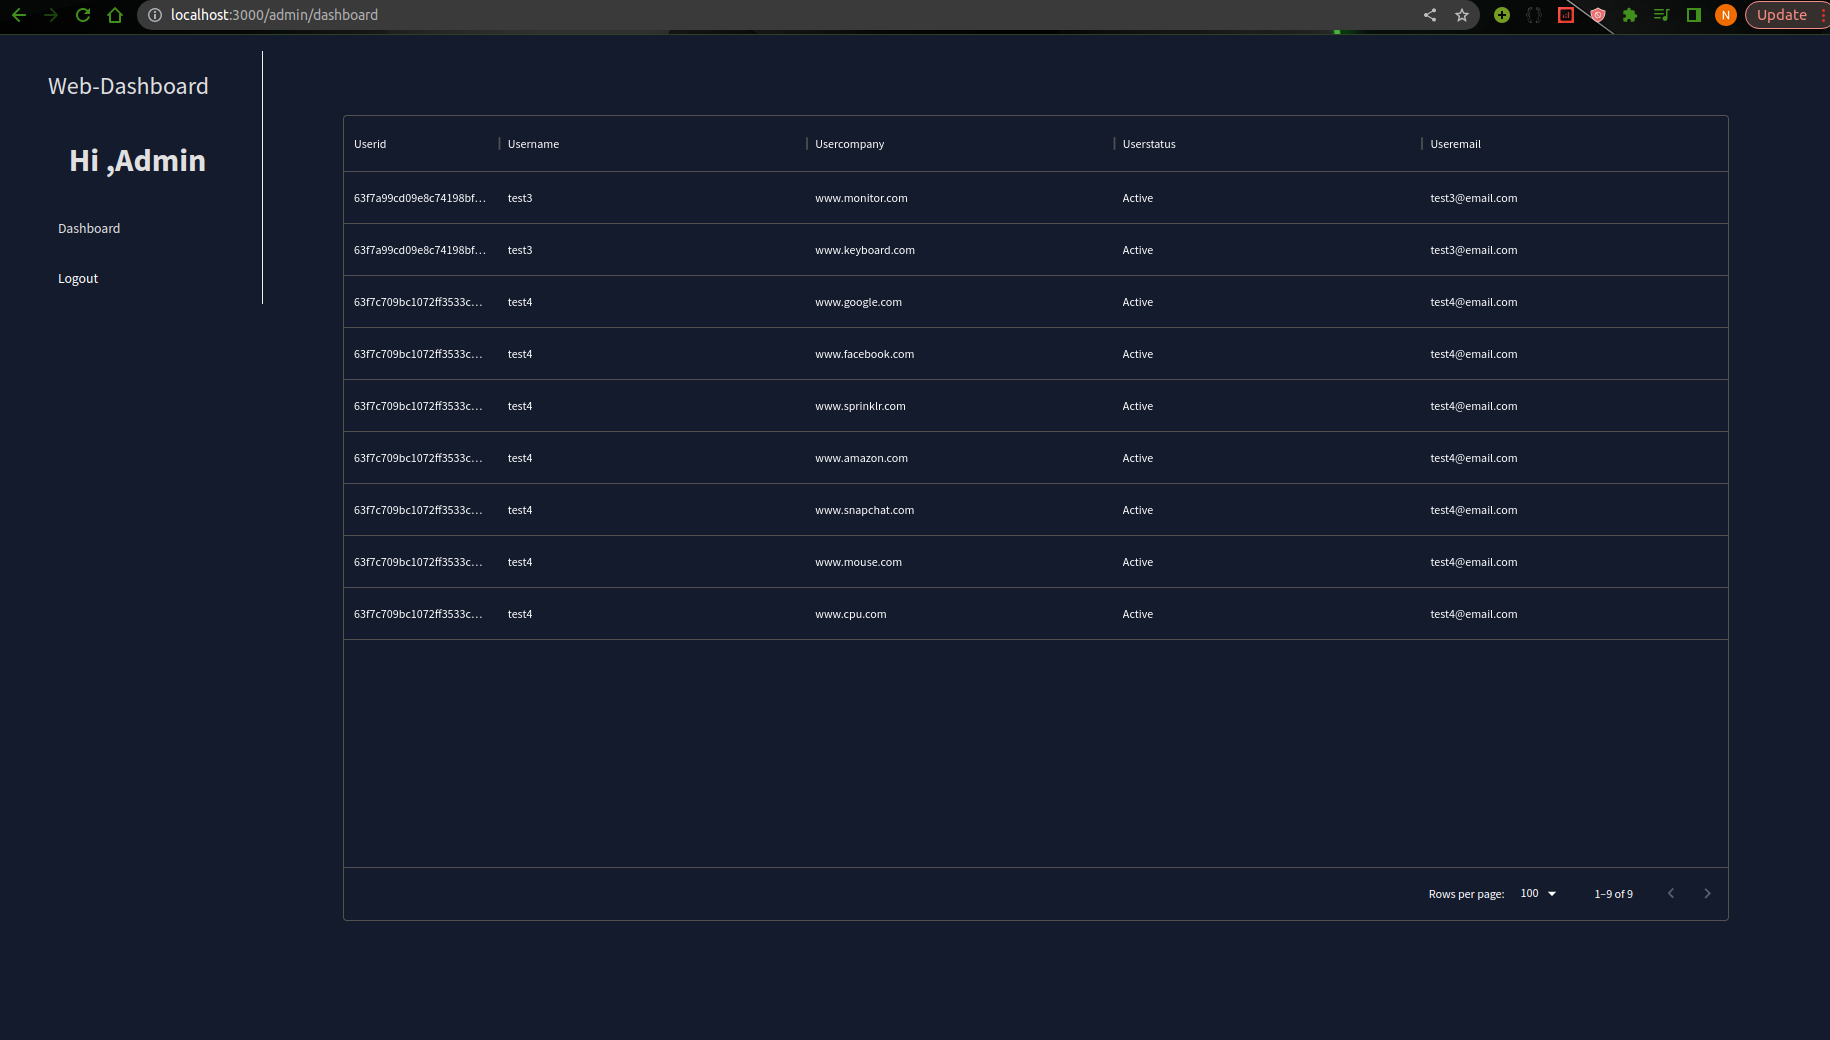 localhost:3000/admin/dashboard
N
Update
Web-Dashboard
Hi ,Admin
Dashboard
Logout
Userid Username Usercompany Userstatus Useremail
63f7a99cd09e8c74198bf… test3 www.monitor.com Active test3@email.com
63f7a99cd09e8c74198bf… test3 www.keyboard.com Active test3@email.com
63f7c709bc1072ff3533c… test4 www.google.com Active test4@email.com
63f7c709bc1072ff3533c… test4 www.facebook.com Active test4@email.com
63f7c709bc1072ff3533c… test4 www.sprinklr.com Active test4@email.com
63f7c709bc1072ff3533c… test4 www.amazon.com Active test4@email.com
63f7c709bc1072ff3533c… test4 www.snapchat.com Active test4@email.com
63f7c709bc1072ff3533c… test4 www.mouse.com Active test4@email.com
63f7c709bc1072ff3533c… test4 www.cpu.com Active test4@email.com
Rows per page: 100 1–9 of 9